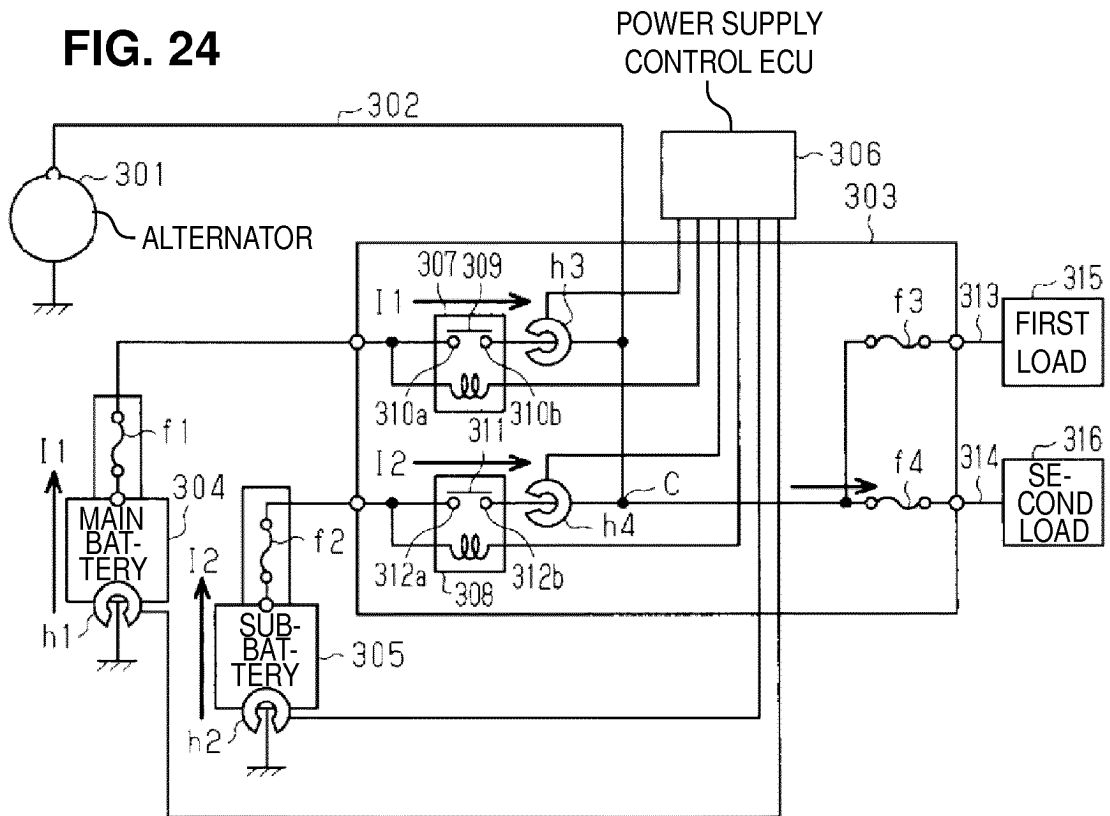 FIG. 24
POWER SUPPLY
CONTROL ECU
302
301
ALTERNATOR
306
303
307 309
h3
I1
310a
310b
311
f3
313
315
FIRST
LOAD
f1
I1
304
MAIN
BAT-
TERY
h1
I2
f2
I2
312a
312b
308
h4
C
f4
314
316
SE-
COND
LOAD
SUB-
BAT-
TERY
305
h2